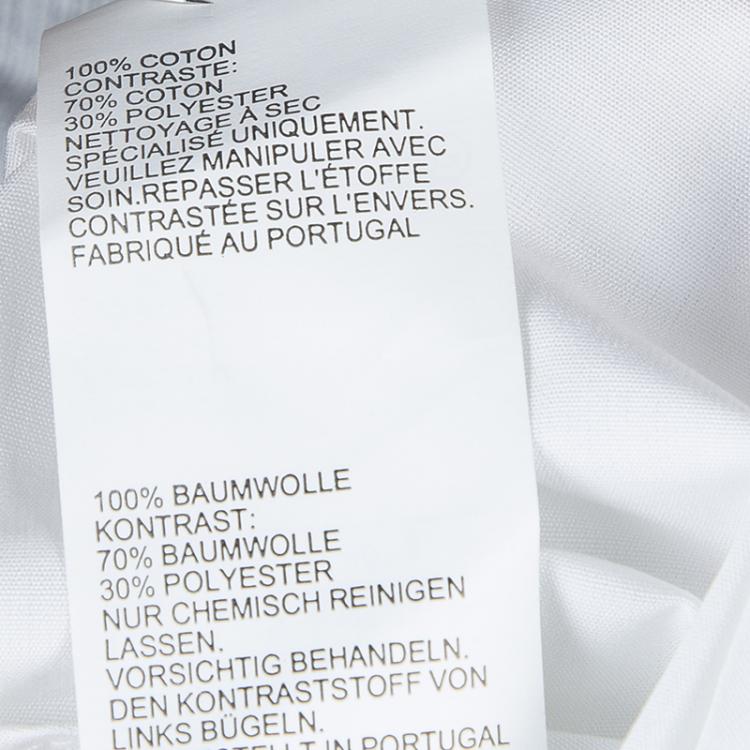 100% COTON
CONTRASTE:
70% COTON
30% POLYESTER
NETTOYAGE À SEC
SPÉCIALISÉ UNIQUEMENT.
VEUILLEZ MANIPULER AVEC
SOIN.REPASSER L'ÉTOFFE
CONTRASTÉE SUR L'ENVERS.
FABRIQUÉ AU PORTUGAL
100% BAUMWOLLE
KONTRAST:
70% BAUMWOLLE
30% POLYESTER
NUR CHEMISCH REINIGEN
LASSEN.
VORSICHTIG BEHANDELN.
DEN KONTRASTSTOFF VON
LINKS BÜGELN.
IN PORTUGAL